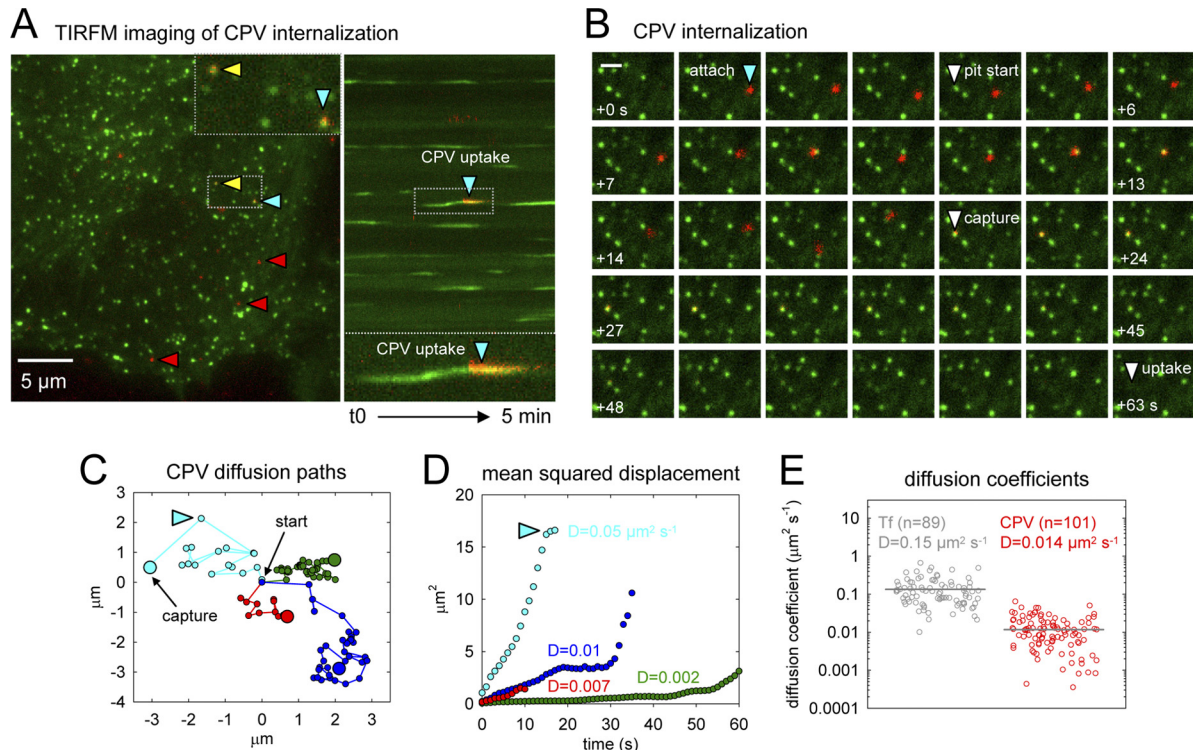 A TIRFM imaging of CPV internalization
CPV uptake
5 µm
CPV uptake
t0 5 min
B CPV internalization
attach
pit start
+0 s
+6
+7
+13
+14
capture
+24
+27
+45
+48
uptake
+63 s
C CPV diffusion paths
3
2
1
0
-1
-2
-3
-4
µm
start
capture
-3 -2 -1 0 1 2 3
µm
D mean squared displacement
20
15
10
5
0
µm²
D=0.05 µm² s⁻¹
D=0.01
D=0.007
D=0.002
0 10 20 30 40 50 60
time (s)
E diffusion coefficients
diffusion coefficient (µm² s⁻¹)
10
1
0.1
0.01
0.001
0.0001
Tf (n=89)
D=0.15 µm² s⁻¹
CPV (n=101)
D=0.014 µm² s⁻¹